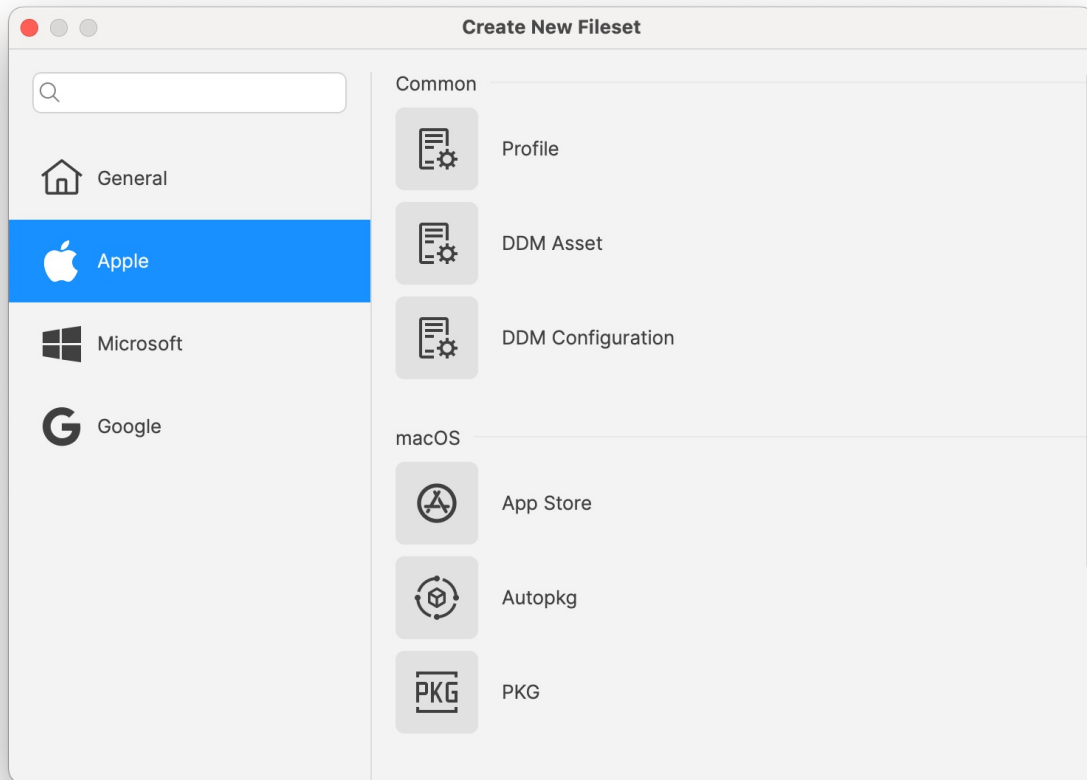 Create New Fileset
General
Apple
Microsoft
Google
Common
Profile
DDM Asset
DDM Configuration
macOS
App Store
Autopkg
PKG
PKG